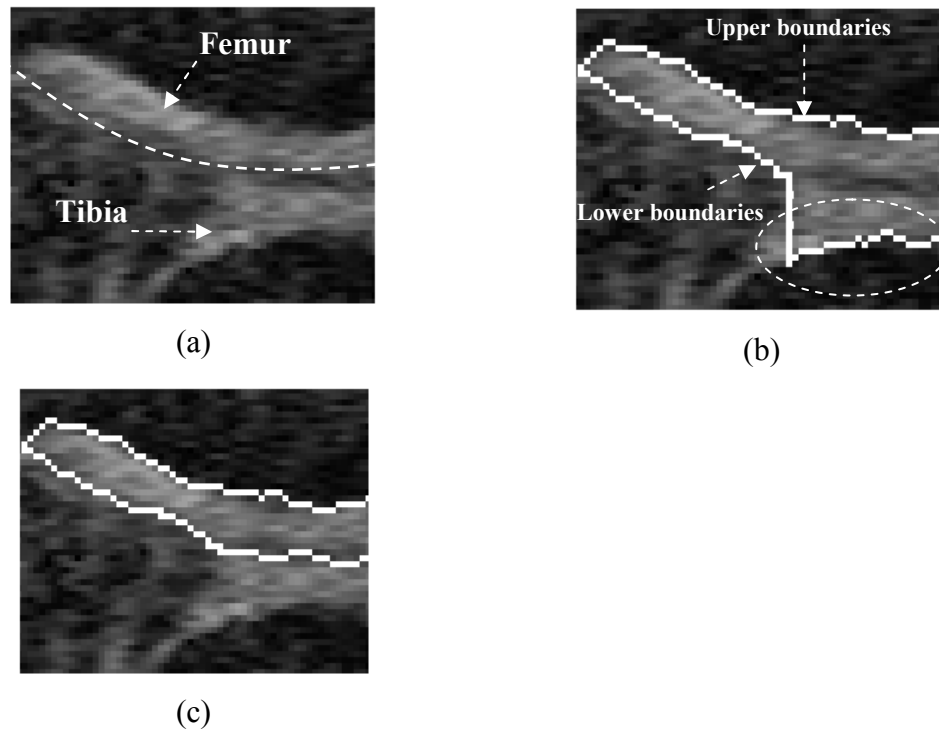 Femur
Tibia
(a)
Upper boundaries
Lower boundaries
(b)
(c)